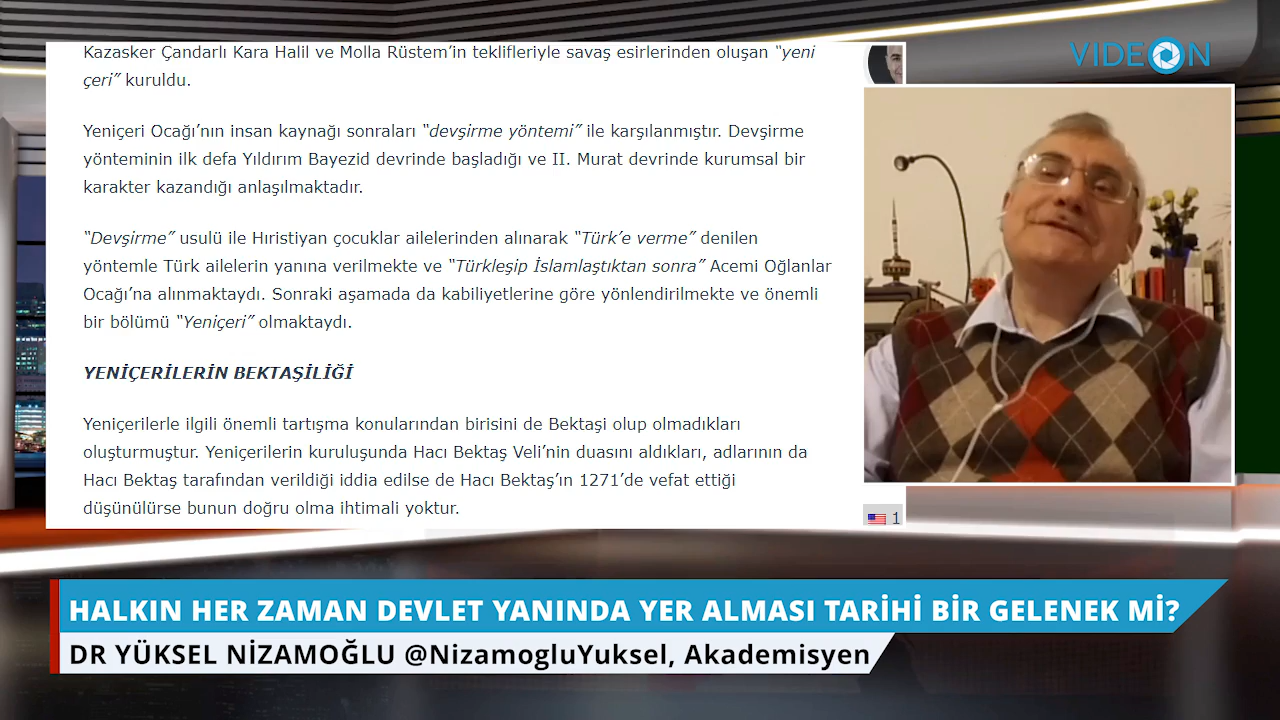 Kazasker Çandarlı Kara Halil ve Molla Rüstem’in teklifleriyle savaş esirlerinden oluşan “yeni
çeri” kuruldu.
Yeniçeri Ocağı’nın insan kaynağı sonraları “devşirme yöntemi” ile karşılanmıştır. Devşirme
yönteminin ilk defa Yıldırım Bayezid devrinde başladığı ve II. Murat devrinde kurumsal bir
karakter kazandığı anlaşılmaktadır.
“Devşirme” usulü ile Hıristiyan çocuklar ailelerinden alınarak “Türk’e verme” denilen
yöntemle Türk ailelerin yanına verilmekte ve “Türkleşip İslamlaştıktan sonra” Acemi Oğlanlar
Ocağı’na alınmaktaydı. Sonraki aşamada da kabiliyetlerine göre yönlendirilmekte ve önemli
bir bölümü “Yeniçeri” olmaktaydı.
YENİÇERİLERİN BEKTAŞİLİĞİ
Yeniçerilerle ilgili önemli tartışma konularından birisini de Bektaşi olup olmadıkları
oluşturmuştur. Yeniçerilerin kuruluşunda Hacı Bektaş Veli’nin duasını aldıkları, adlarının da
Hacı Bektaş tarafından verildiği iddia edilse de Hacı Bektaş’ın 1271’de vefat ettiği
düşünülürse bunun doğru olma ihtimali yoktur.
VIDEON
1
HALKIN HER ZAMAN DEVLET YANINDA YER ALMASI TARİHİ BİR GELENEK Mİ?
DR YÜKSEL NİZAMOĞLU @NizamogluYuksel, Akademisyen